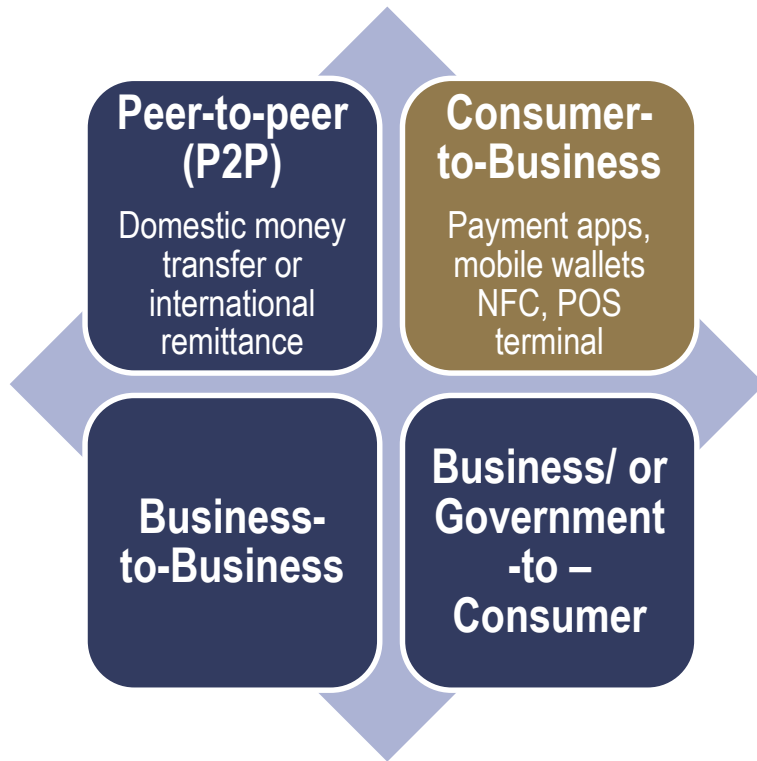 Peer-to-peer
(P2P)
Domestic money
transfer or
international
remittance
Consumer-
to-Business
Payment apps,
mobile wallets
NFC, POS
terminal
Business-
to-Business
Business/ or
Government
-to –
Consumer